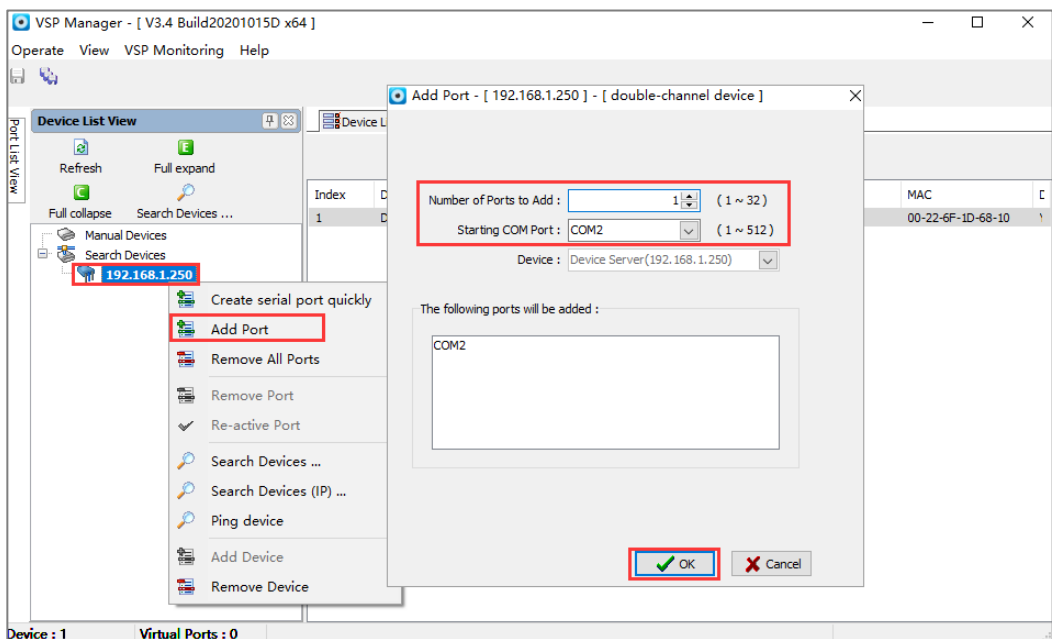 VSP Manager - [ V3.4 Build20201015D x64 ]
Operate View VSP Monitoring Help
Port List View
Device List View
Refresh
Full expand
Full collapse
Search Devices ...
Manual Devices
Search Devices
192.168.1.250
Create serial port quickly
Add Port
Remove All Ports
Remove Port
Re-active Port
Search Devices ...
Search Devices (IP) ...
Ping device
Add Device
Remove Device
Device L
Index D MAC
1 D 00-22-6F-1D-68-10
Add Port - [ 192.168.1.250 ] - [ double-channel device ]
Number of Ports to Add : 1 ( 1 ~ 32 )
Starting COM Port : COM2 ( 1 ~ 512 )
Device : Device Server(192.168.1.250)
The following ports will be added :
COM2
OK
Cancel
Device : 1 Virtual Ports : 0